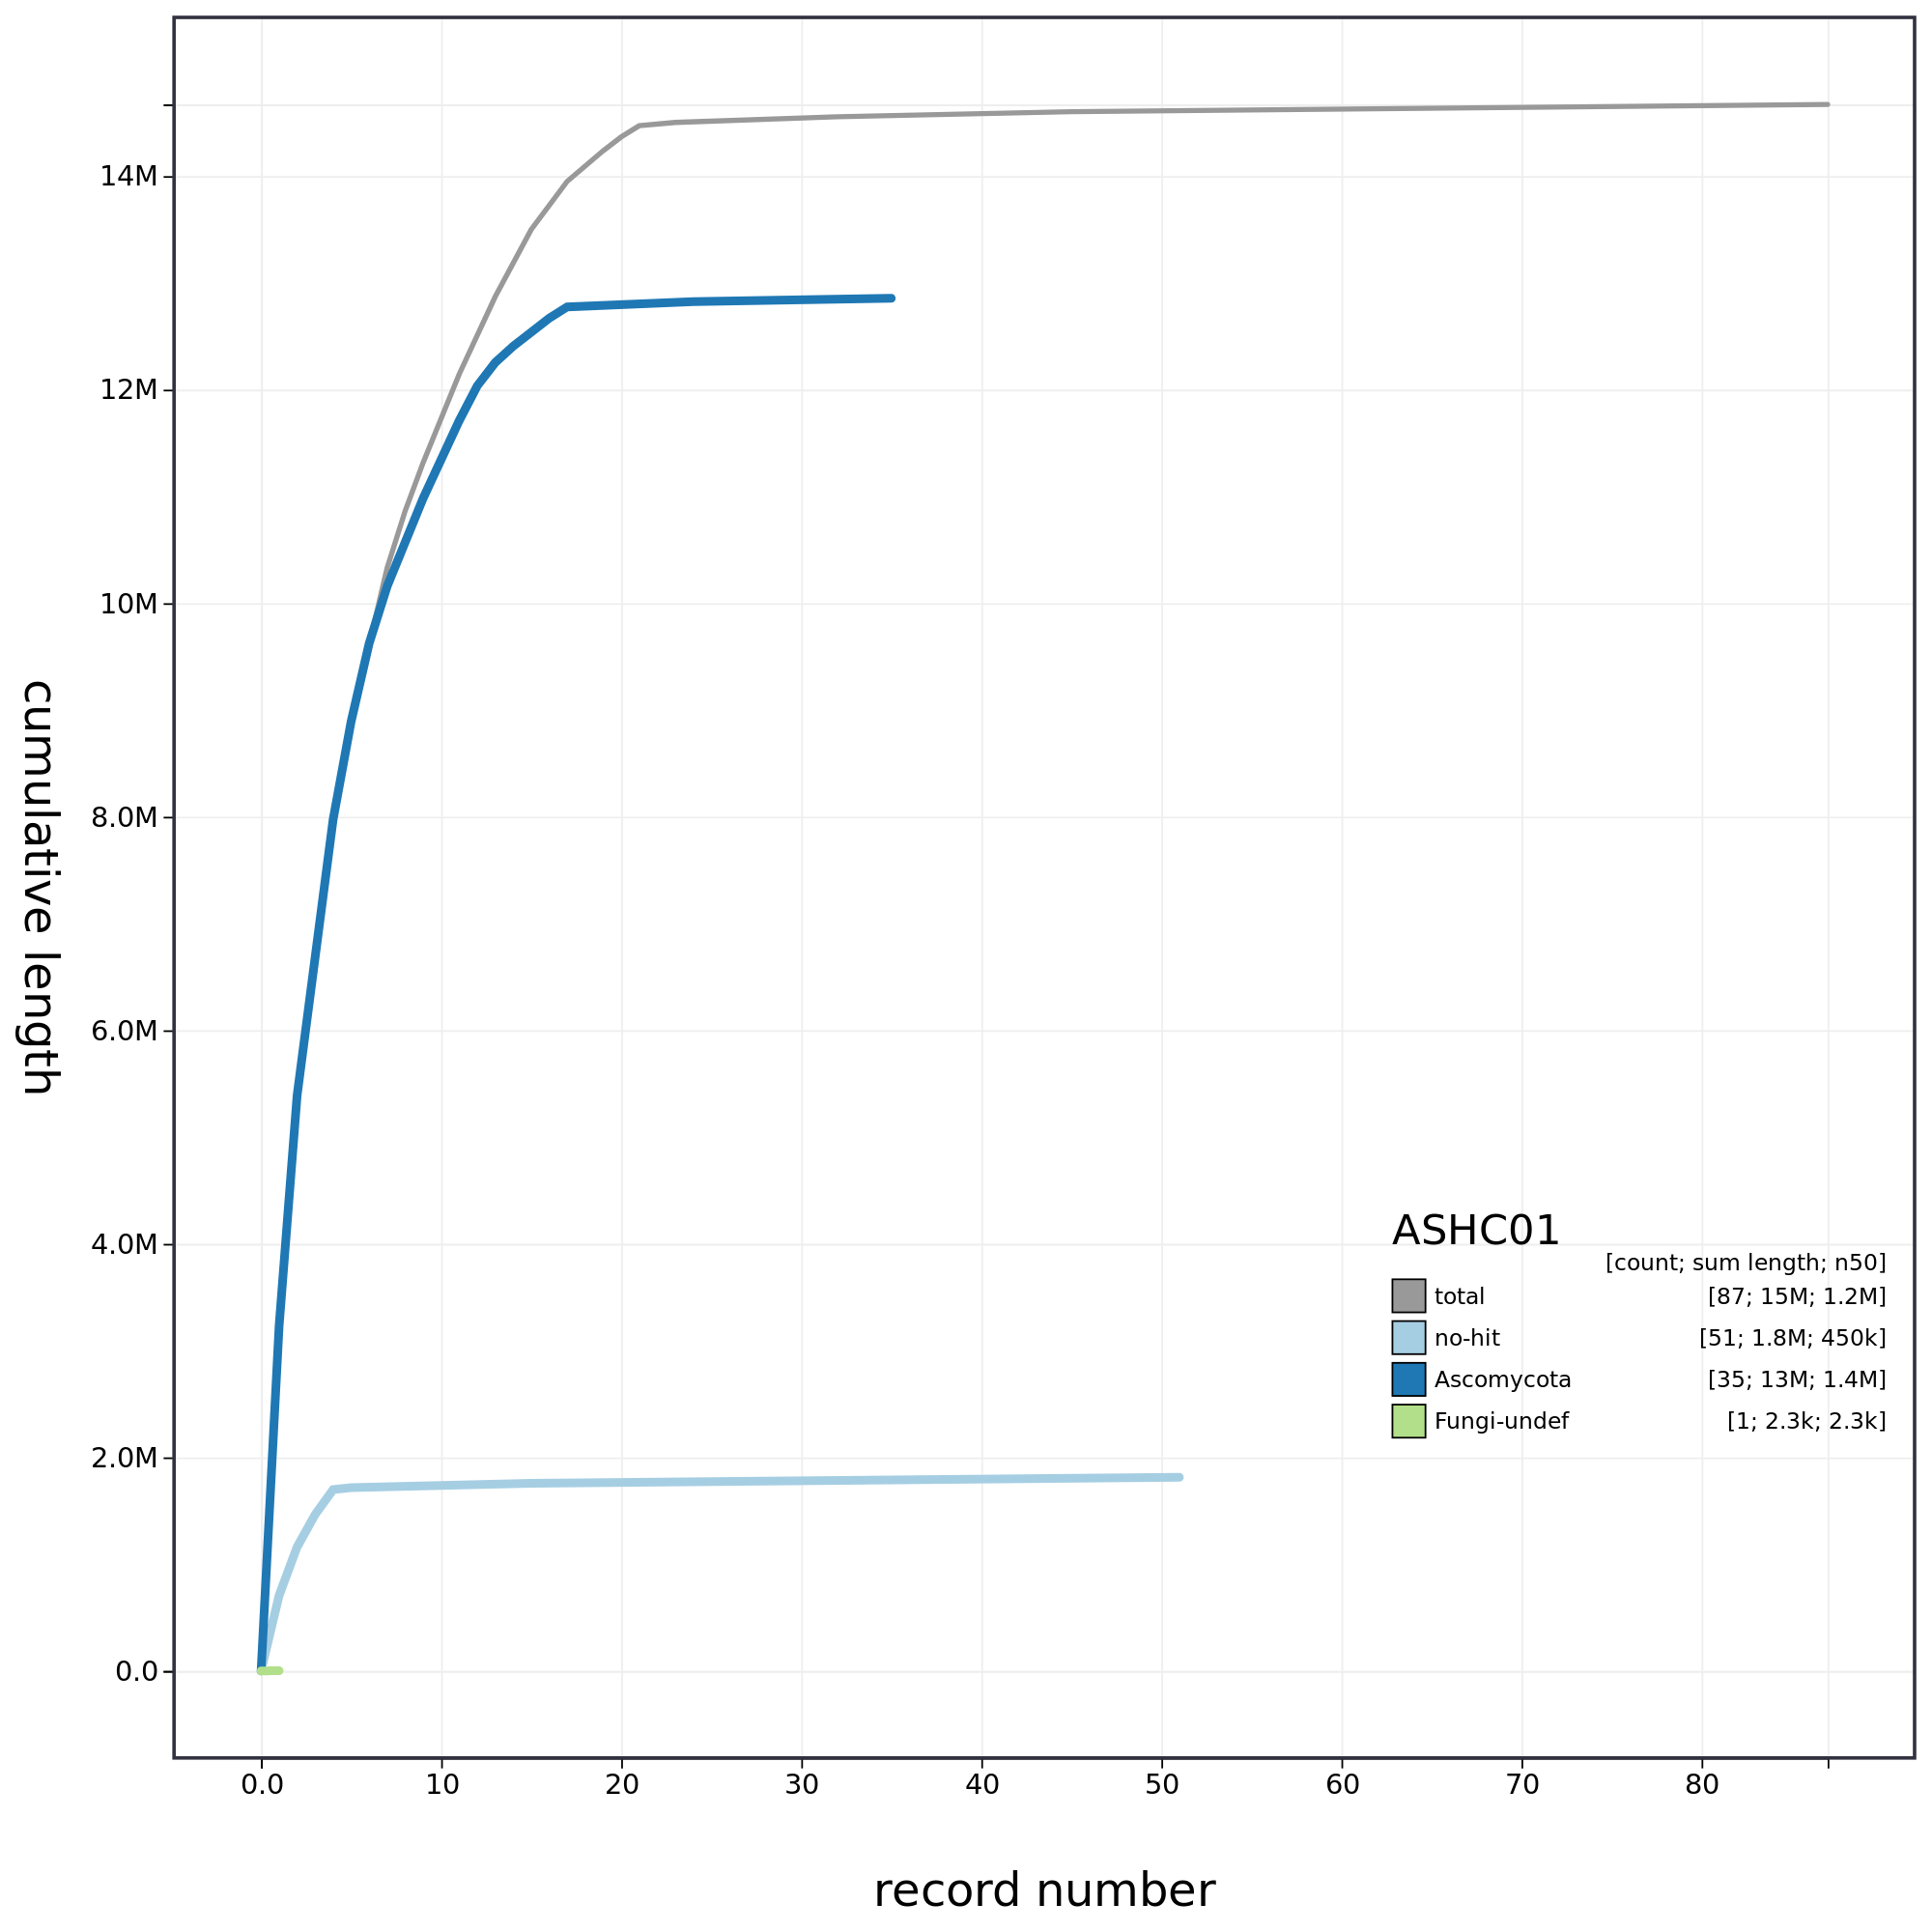 14M
12M
10M
8.0M
6.0M
4.0M
2.0M
0.0
cumulative length
ASHC01
[count; sum length; n50]
total [87; 15M; 1.2M]
no-hit [51; 1.8M; 450k]
Ascomycota [35; 13M; 1.4M]
Fungi-undef [1; 2.3k; 2.3k]
0.0 10 20 30 40 50 60 70 80
record number